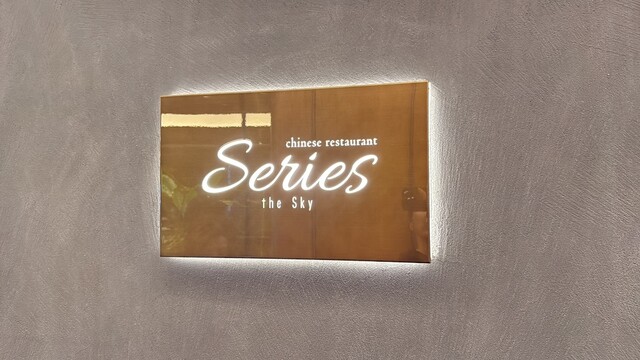 chinese restaurant
Series
the Sky